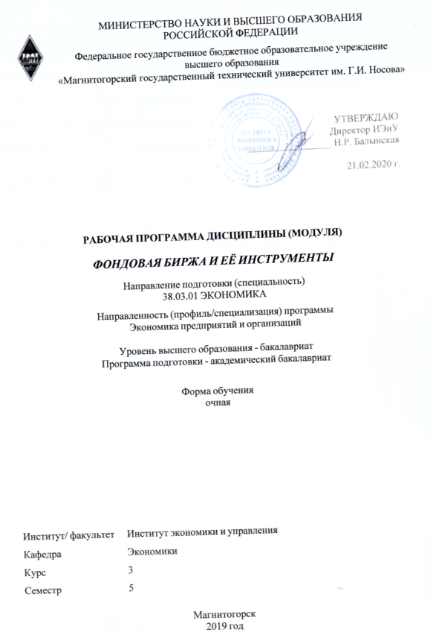 МИНИСТЕРСТВО НАУКИ И ВЫСШЕГО ОБРАЗОВАНИЯ
РОССИЙСКОЙ ФЕДЕРАЦИИ
Федеральное государственное бюджетное образовательное учреждение
высшего образования
«Магнитогорский государственный технический университет им. Г.И. Носова»
УТВЕРЖДАЮ
Директор ИЭиУ
Н.Р. Балынская
21.02.2020 г.
РАБОЧАЯ ПРОГРАММА ДИСЦИПЛИНЫ (МОДУЛЯ)
ФОНДОВАЯ БИРЖА И ЕЁ ИНСТРУМЕНТЫ
Направление подготовки (специальность)
38.03.01 ЭКОНОМИКА
Направленность (профиль/специализация) программы
Экономика предприятий и организаций
Уровень высшего образования - бакалавриат
Программа подготовки - академический бакалавриат
Форма обучения
очная
Институт/ факультет Институт экономики и управления
Кафедра Экономики
Курс 3
Семестр 5
Магнитогорск
2019 год